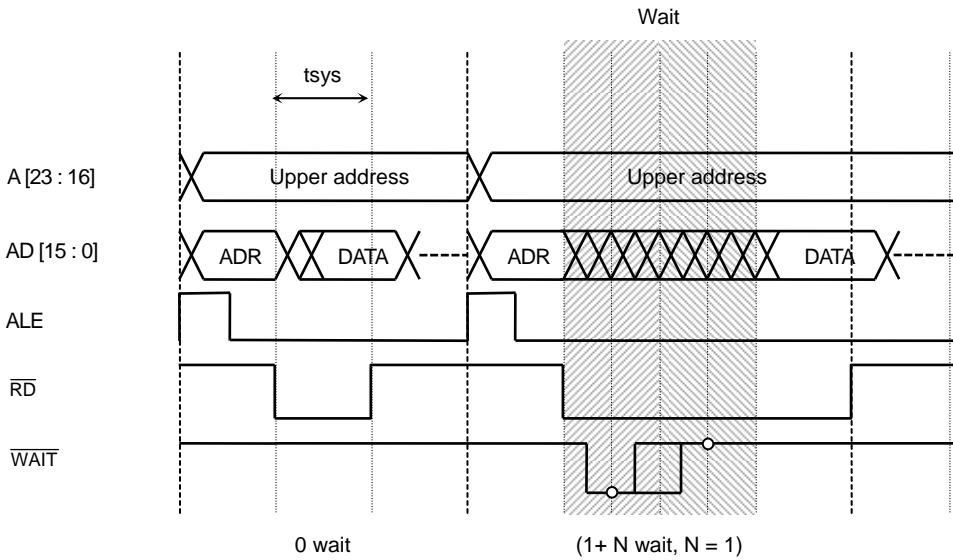 Wait
tsys
A [23 : 16]
Upper address
Upper address
AD [15 : 0]
ADR
DATA
ADR
DATA
ALE
RD
WAIT
0 wait
(1+ N wait, N = 1)